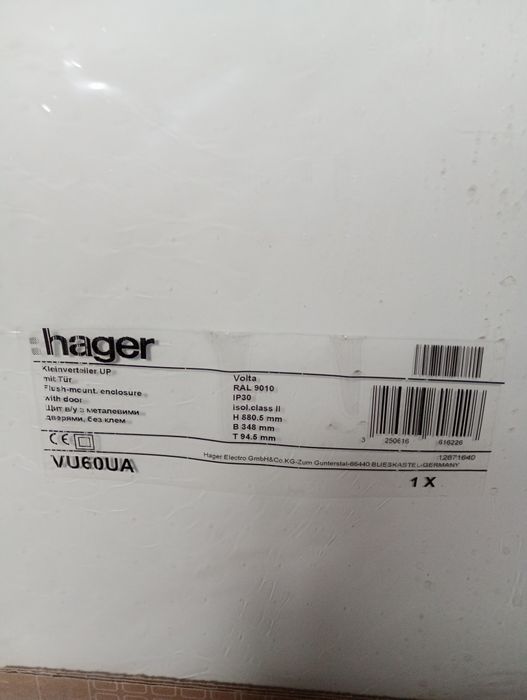 hager
Kleinverteiler UP
mit Tür
Flush-mount. enclosure
with door
Щит в/у з металевими
дверями, без клем
Volta
RAL 9010
IP30
isol.class II
H 880.5 mm
B 348 mm
T 94.5 mm
3 250616 616226
CE
12671640
Hager Electro GmbH&Co.KG-Zum Gunterstal-66440 BLIESKASTEL-GERMANY
VU60UA
1 X